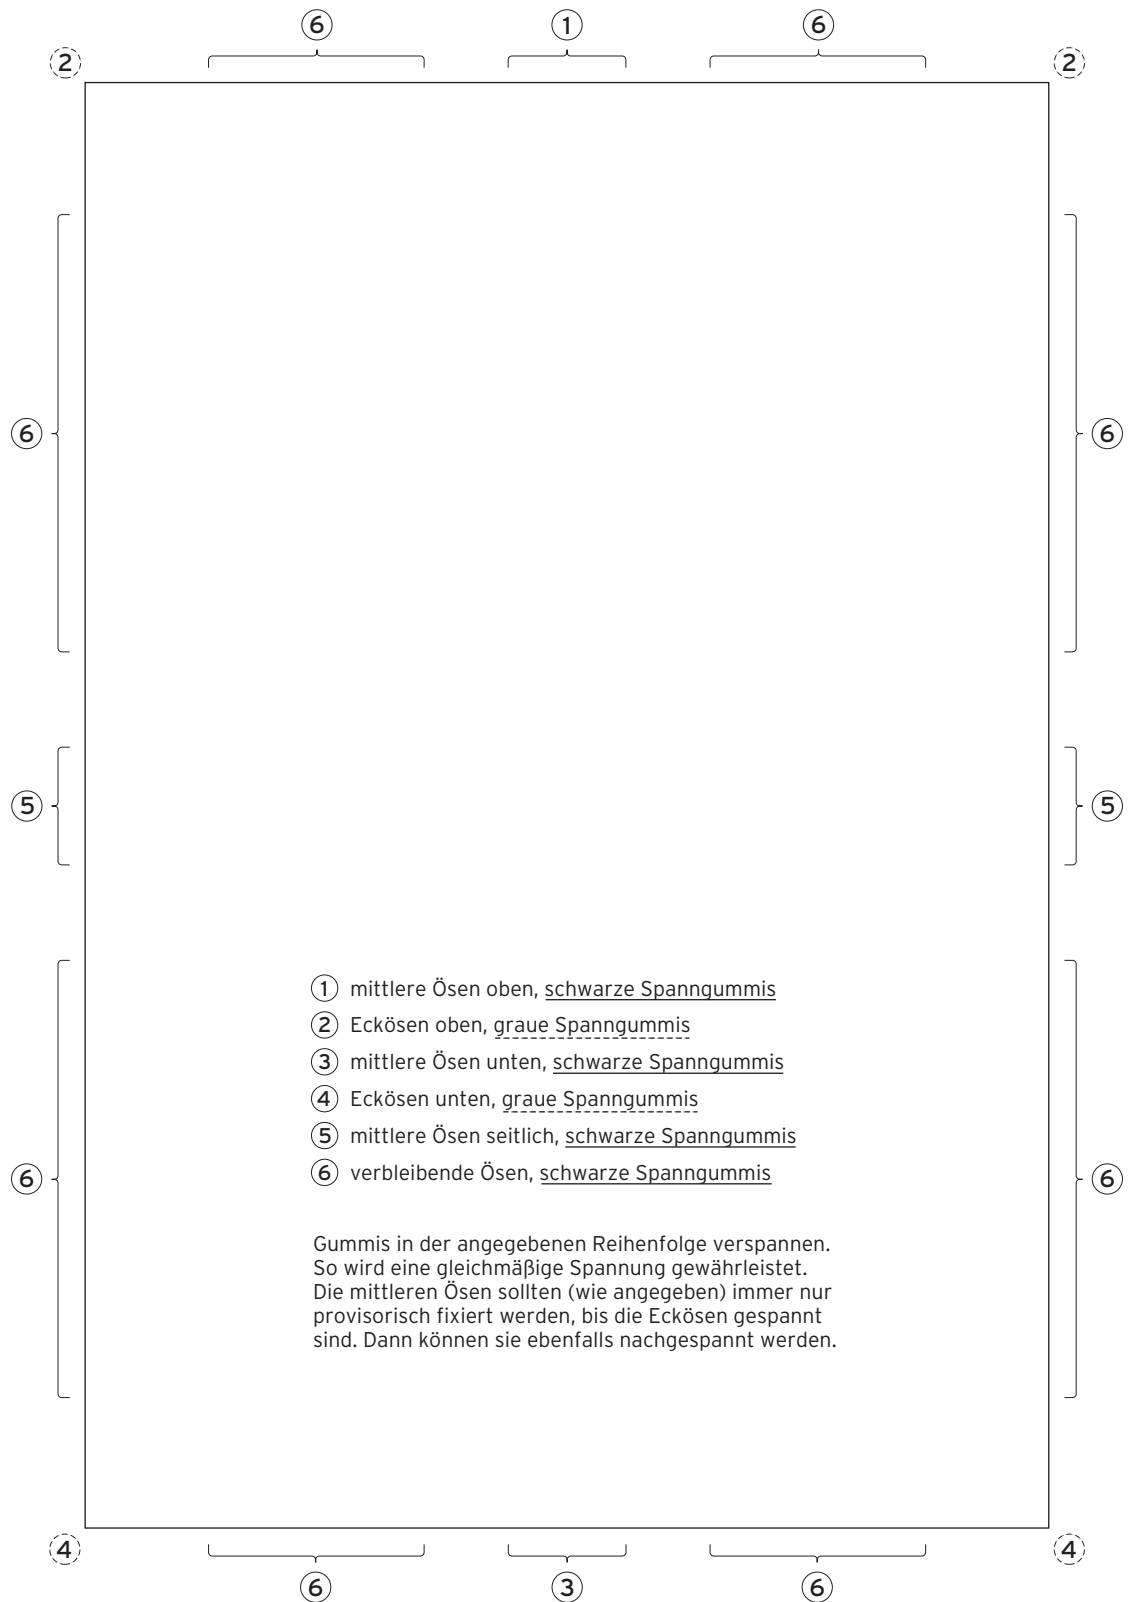 6 1 6
2 2
6 6
5 5
① mittlere Ösen oben, schwarze Spanngummis
② Eckösen oben, graue Spanngummis
③ mittlere Ösen unten, schwarze Spanngummis
④ Eckösen unten, graue Spanngummis
⑤ mittlere Ösen seitlich, schwarze Spanngummis
⑥ verbleibende Ösen, schwarze Spanngummis
6 6
Gummis in der angegebenen Reihenfolge verspannen.
So wird eine gleichmäßige Spannung gewährleistet.
Die mittleren Ösen sollten (wie angegeben) immer nur
provisorisch fixiert werden, bis die Eckösen gespannt
sind. Dann können sie ebenfalls nachgespannt werden.
4 4
6 3 6